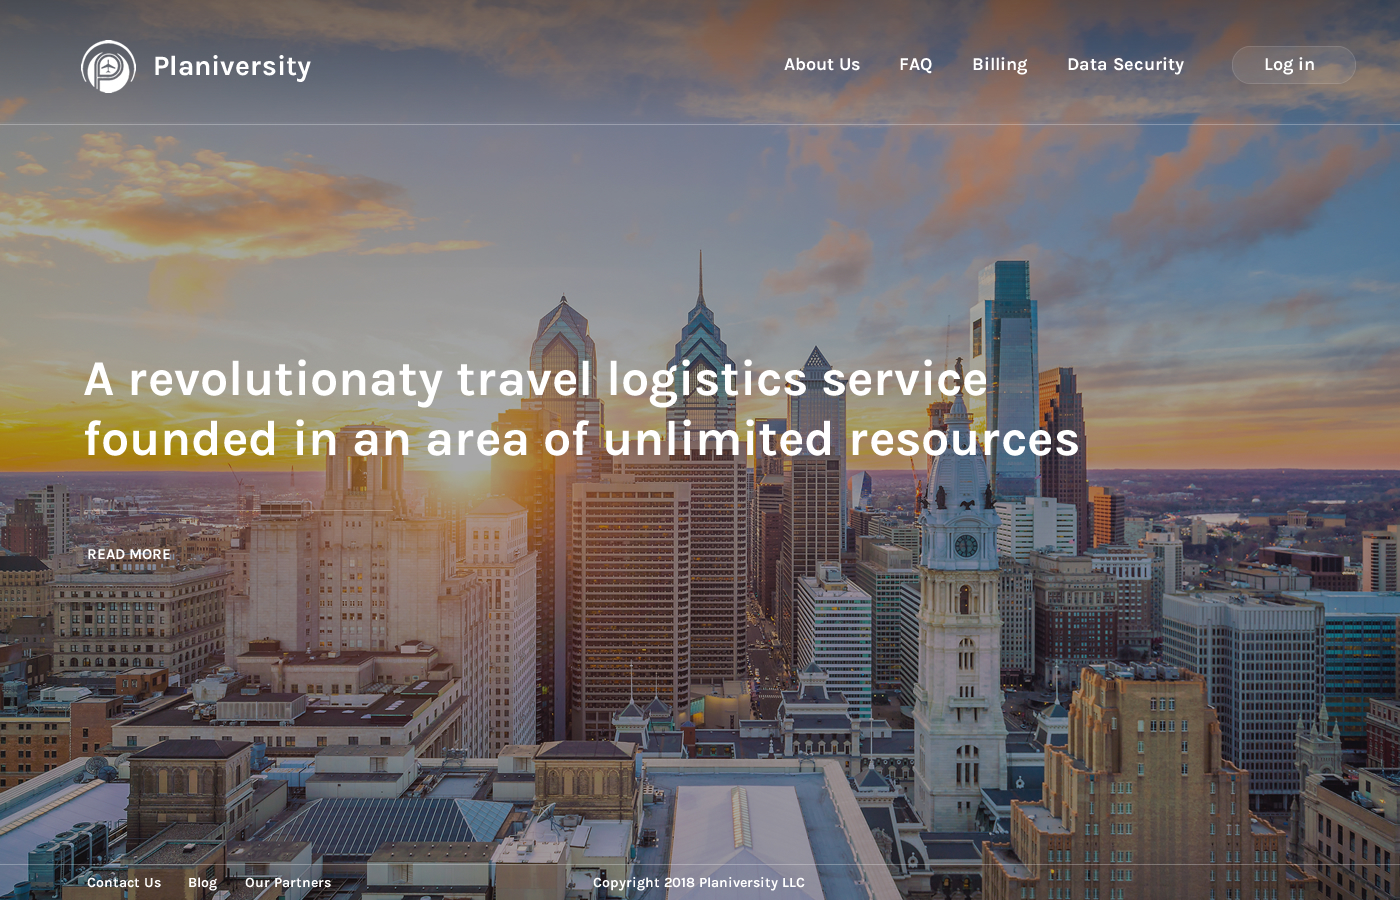 Planiversity
About Us FAQ Billing Data Security Log in
A revolutionaty travel logistics service
founded in an area of unlimited resources
READ MORE
Contact Us Blog Our Partners Copyright 2018 Planiversity LLC